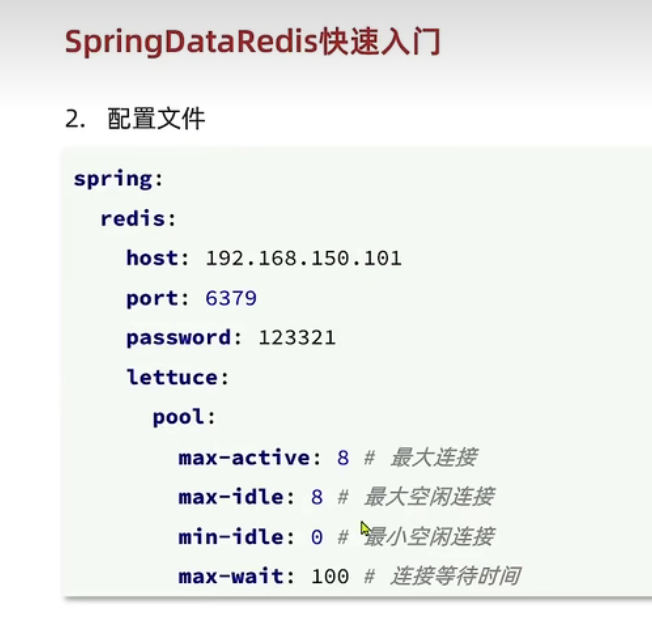 SpringDataRedis快速入门
2. 配置文件
spring:
  redis:
    host: 192.168.150.101
    port: 6379
    password: 123321
    lettuce:
      pool:
        max-active: 8 # 最大连接
        max-idle: 8 # 最大空闲连接
        min-idle: 0 # 最小空闲连接
        max-wait: 100 # 连接等待时间